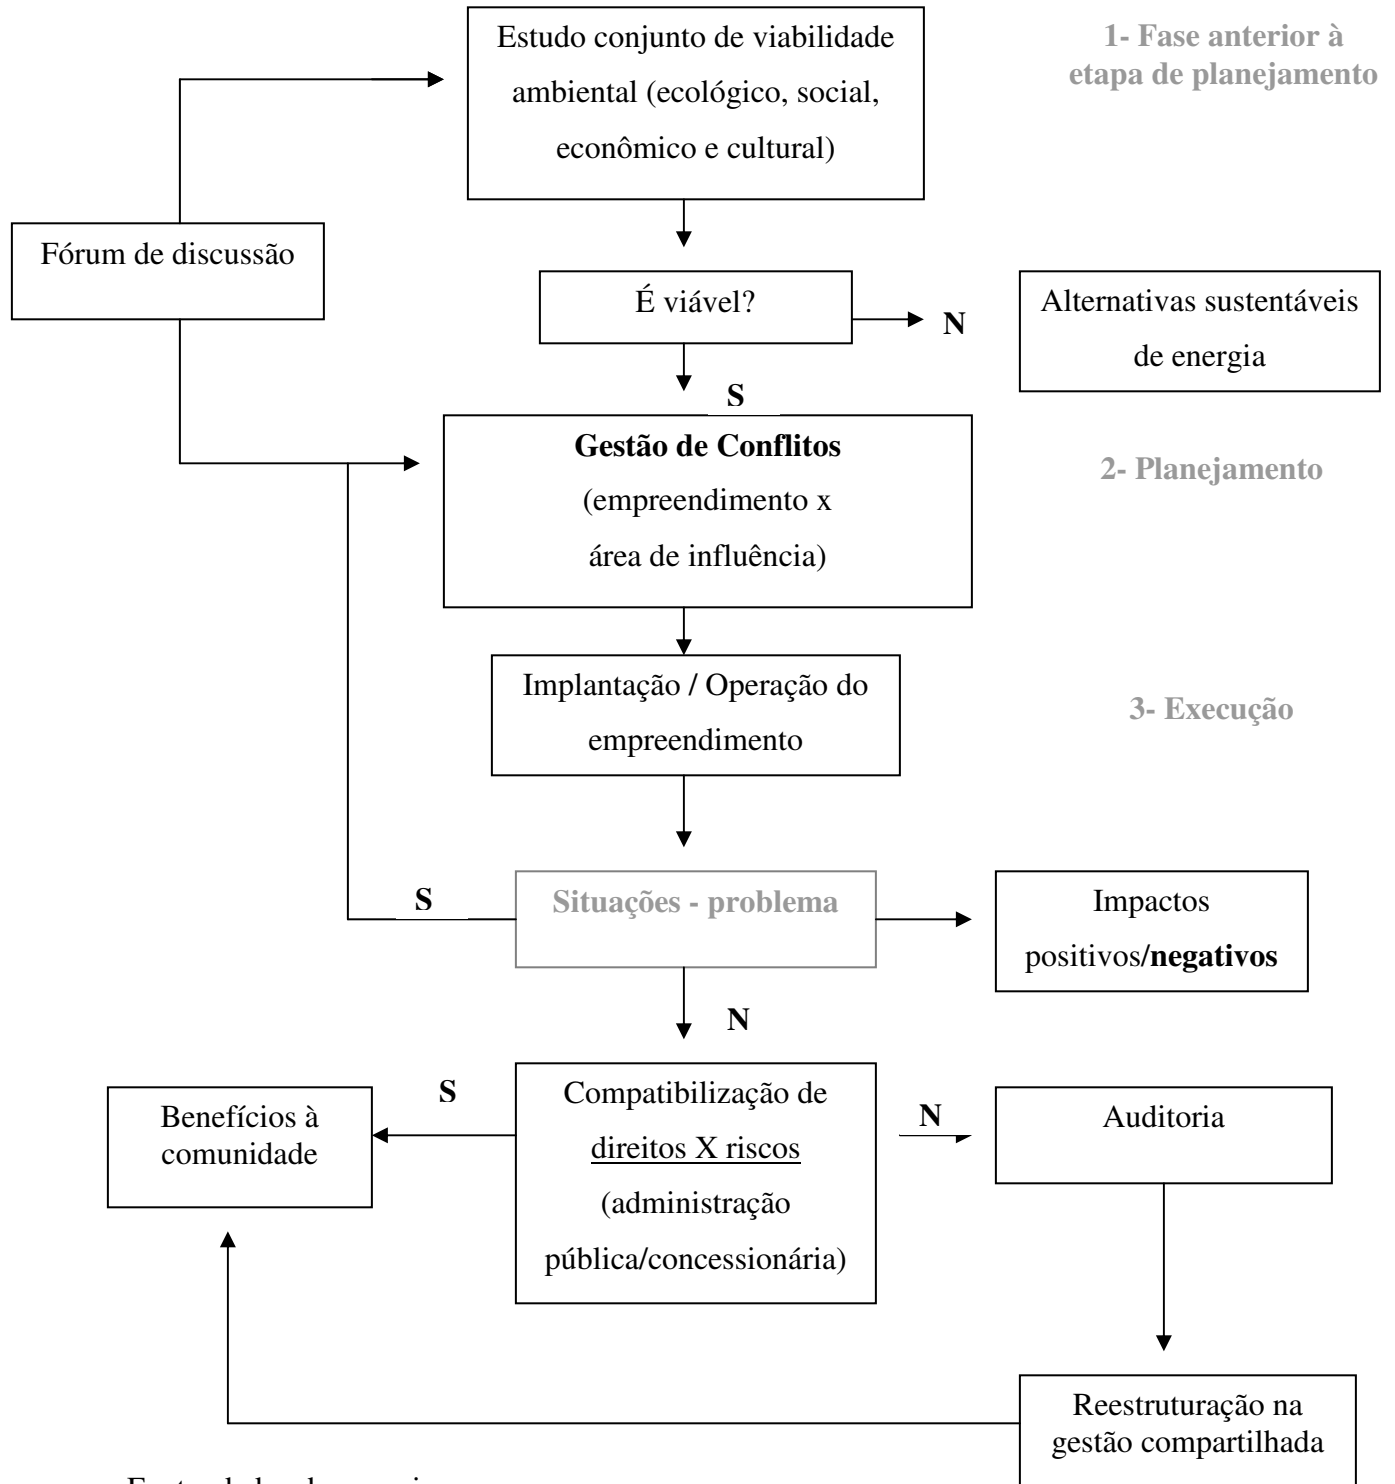 Estudo conjunto de viabilidade
ambiental (ecológico, social,
econômico e cultural)
1- Fase anterior à
etapa de planejamento
Fórum de discussão
É viável?
N
Alternativas sustentáveis
de energia
S
Gestão de Conflitos
(empreendimento x
área de influência)
2- Planejamento
Implantação / Operação do
empreendimento
3- Execução
S
Situações - problema
Impactos
positivos/negativos
N
S
Benefícios à
comunidade
Compatibilização de
direitos X riscos
(administração
pública/concessionária)
N
Auditoria
Reestruturação na
gestão compartilhada